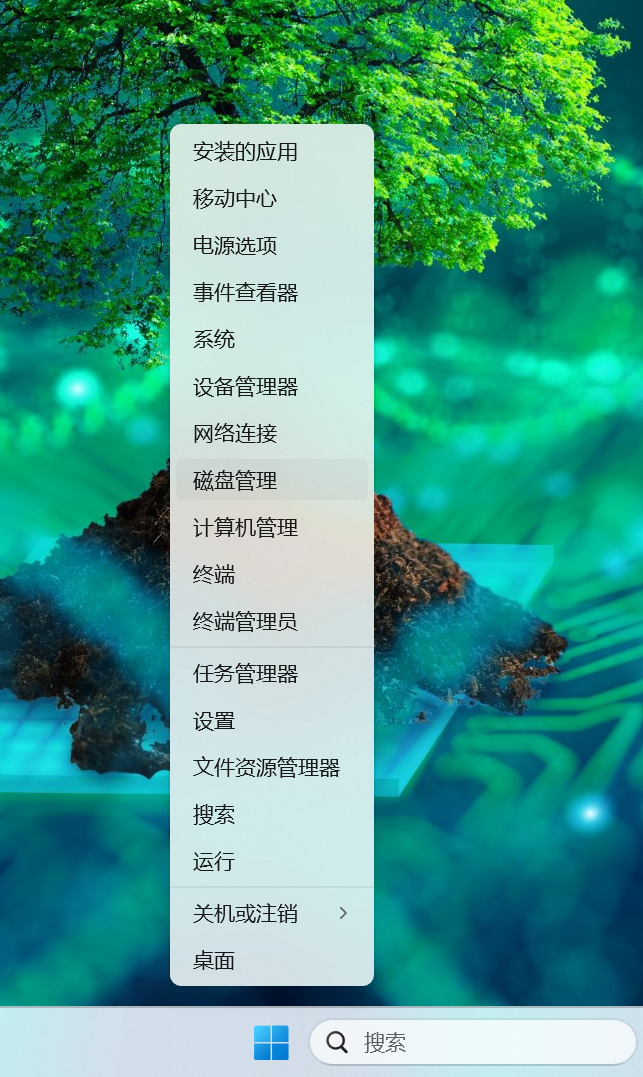 安装的应用
移动中心
电源选项
事件查看器
系统
设备管理器
网络连接
磁盘管理
计算机管理
终端
终端管理员
任务管理器
设置
文件资源管理器
搜索
运行
关机或注销
桌面
搜索